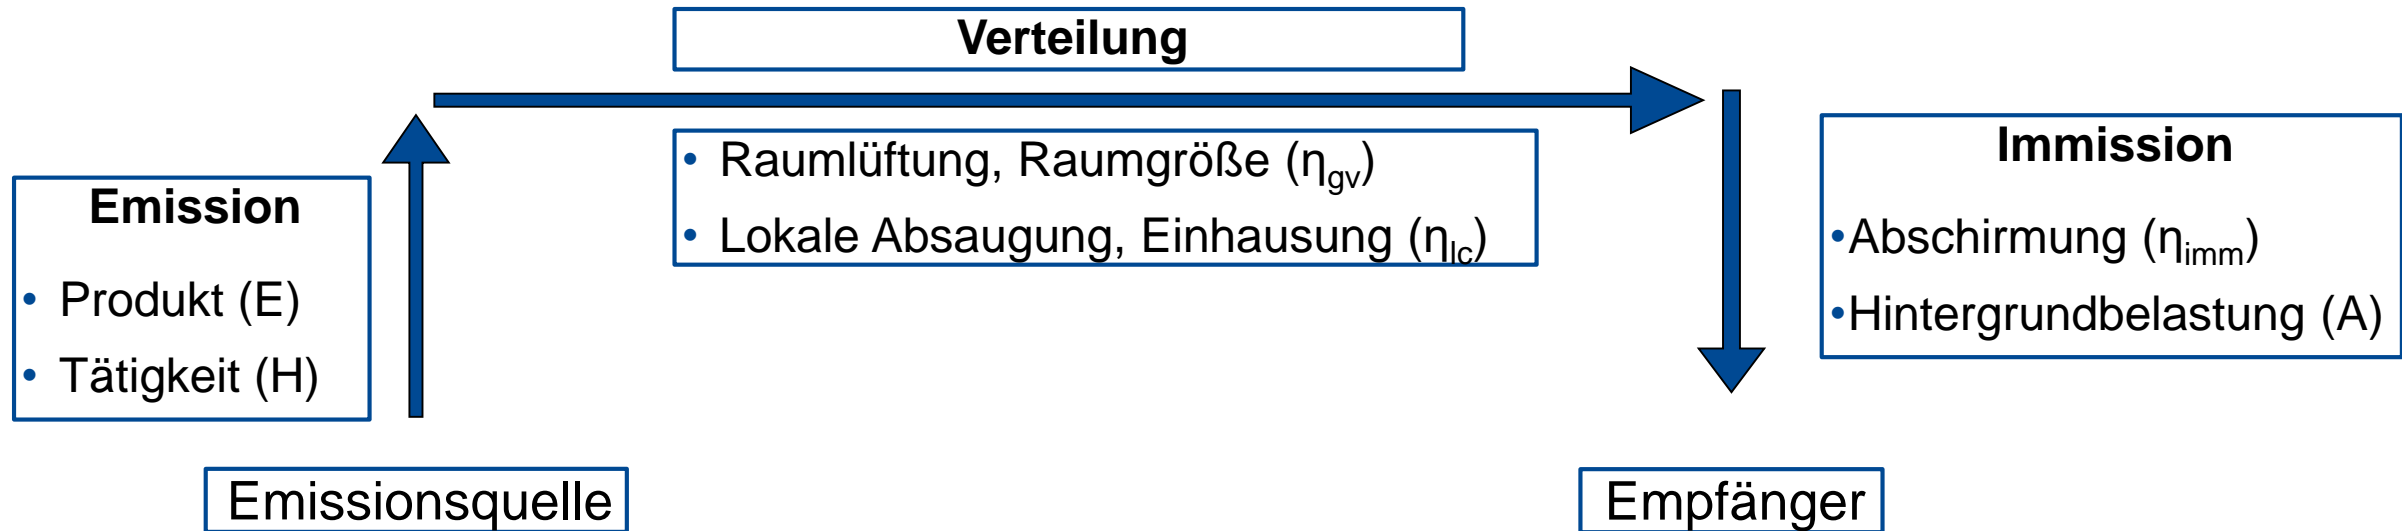 Verteilung
• Raumlüftung, Raumgröße (ηgv)
• Lokale Absaugung, Einhausung (ηlc)
Emission
• Produkt (E)
• Tätigkeit (H)
Immission
•Abschirmung (ηimm)
•Hintergrundbelastung (A)
Emissionsquelle
Empfänger